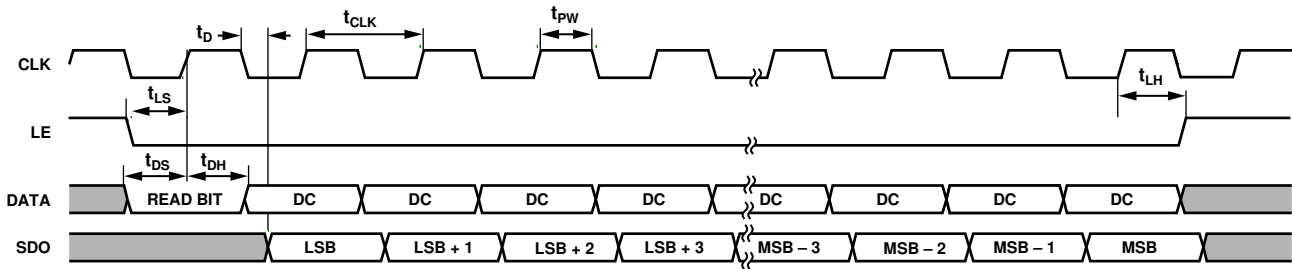 tD
tCLK
tPW
CLK
tLH
tLS
LE
tDS
tDH
DATA
READ BIT DC DC DC DC DC DC DC DC
SDO
LSB LSB + 1 LSB + 2 LSB + 3 MSB – 3 MSB – 2 MSB – 1 MSB